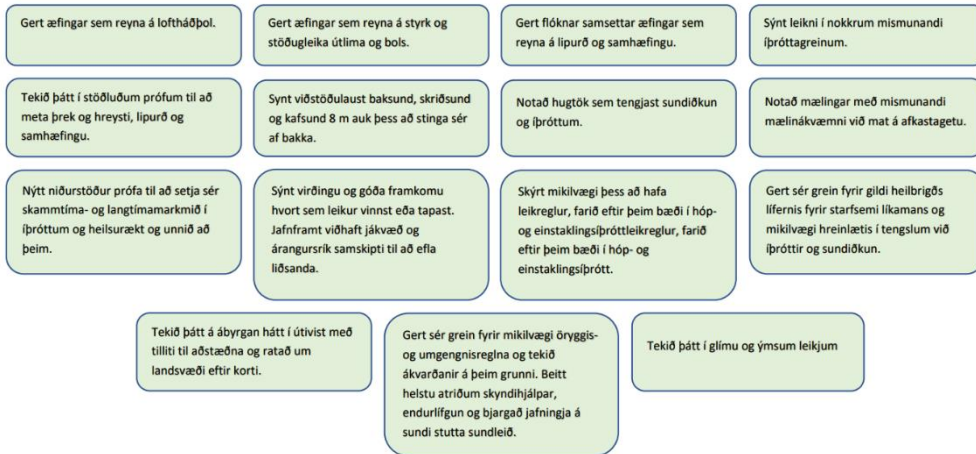 Gert æfingar sem reyna á loftháðþol.
Gert æfingar sem reyna á styrk og
stöðugleika útlima og bols.
Gert flóknar samsettar æfingar sem
reyna á lipurð og samhæfingu.
Sýnt leikni í nokkrum mismunandi
íþróttagreinum.
Tekið þátt í stöðluðum prófum til að
meta þrek og hreysti, lipurð og
samhæfingu.
Synt viðstöðulaust baksund, skriðsund
og kafsund 8 m auk þess að stinga sér
af bakka.
Notað hugtök sem tengjast sundiðkun
og íþróttum.
Notað mælingar með mismunandi
mælinákvæmni við mat á afkastagetu.
Nýtt niðurstöður prófa til að setja sér
skammtíma- og langtímamarkmið í
íþróttum og heilsurækt og unnið að
þeim.
Sýnt virðingu og góða framkomu
hvort sem leikur vinnst eða tapast.
Jafnframt viðhaft jákvæð og
árangursrík samskipti til að efla
liðsanda.
Skýrt mikilvægi þess að hafa
leikreglur, farið eftir þeim bæði í hóp-
og einstaklingsíþróttleikreglur, farið
eftir þeim bæði í hóp- og
einstaklingsíþrótt.
Gert sér grein fyrir gildi heilbrigðs
lífernis fyrir starfsemi líkamans og
mikilvægi hreinlætis í tengslum við
íþróttir og sundiðkun.
Tekið þátt á ábyrgan hátt í útivist með
tilliti til aðstæðna og ratað um
landsvæði eftir korti.
Gert sér grein fyrir mikilvægi öryggis-
og umgengnisreglna og tekið
ákvarðanir á þeim grunni. Beitt
helstu atriðum skyndihjálpar,
endurlífgun og bjargað jafningja á
sundi stutta sundleið.
Tekið þátt í glímu og ýmsum leikjum